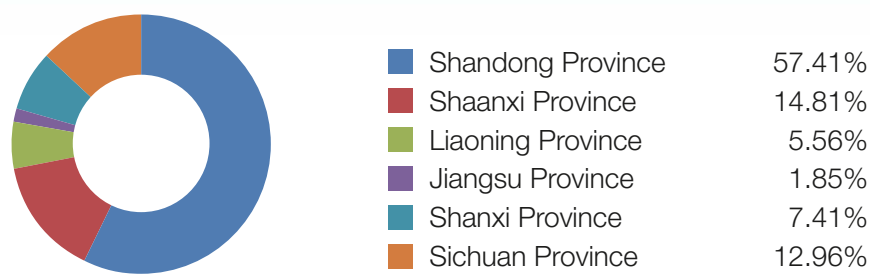 Shandong Province 57.41%
Shaanxi Province 14.81%
Liaoning Province 5.56%
Jiangsu Province 1.85%
Shanxi Province 7.41%
Sichuan Province 12.96%